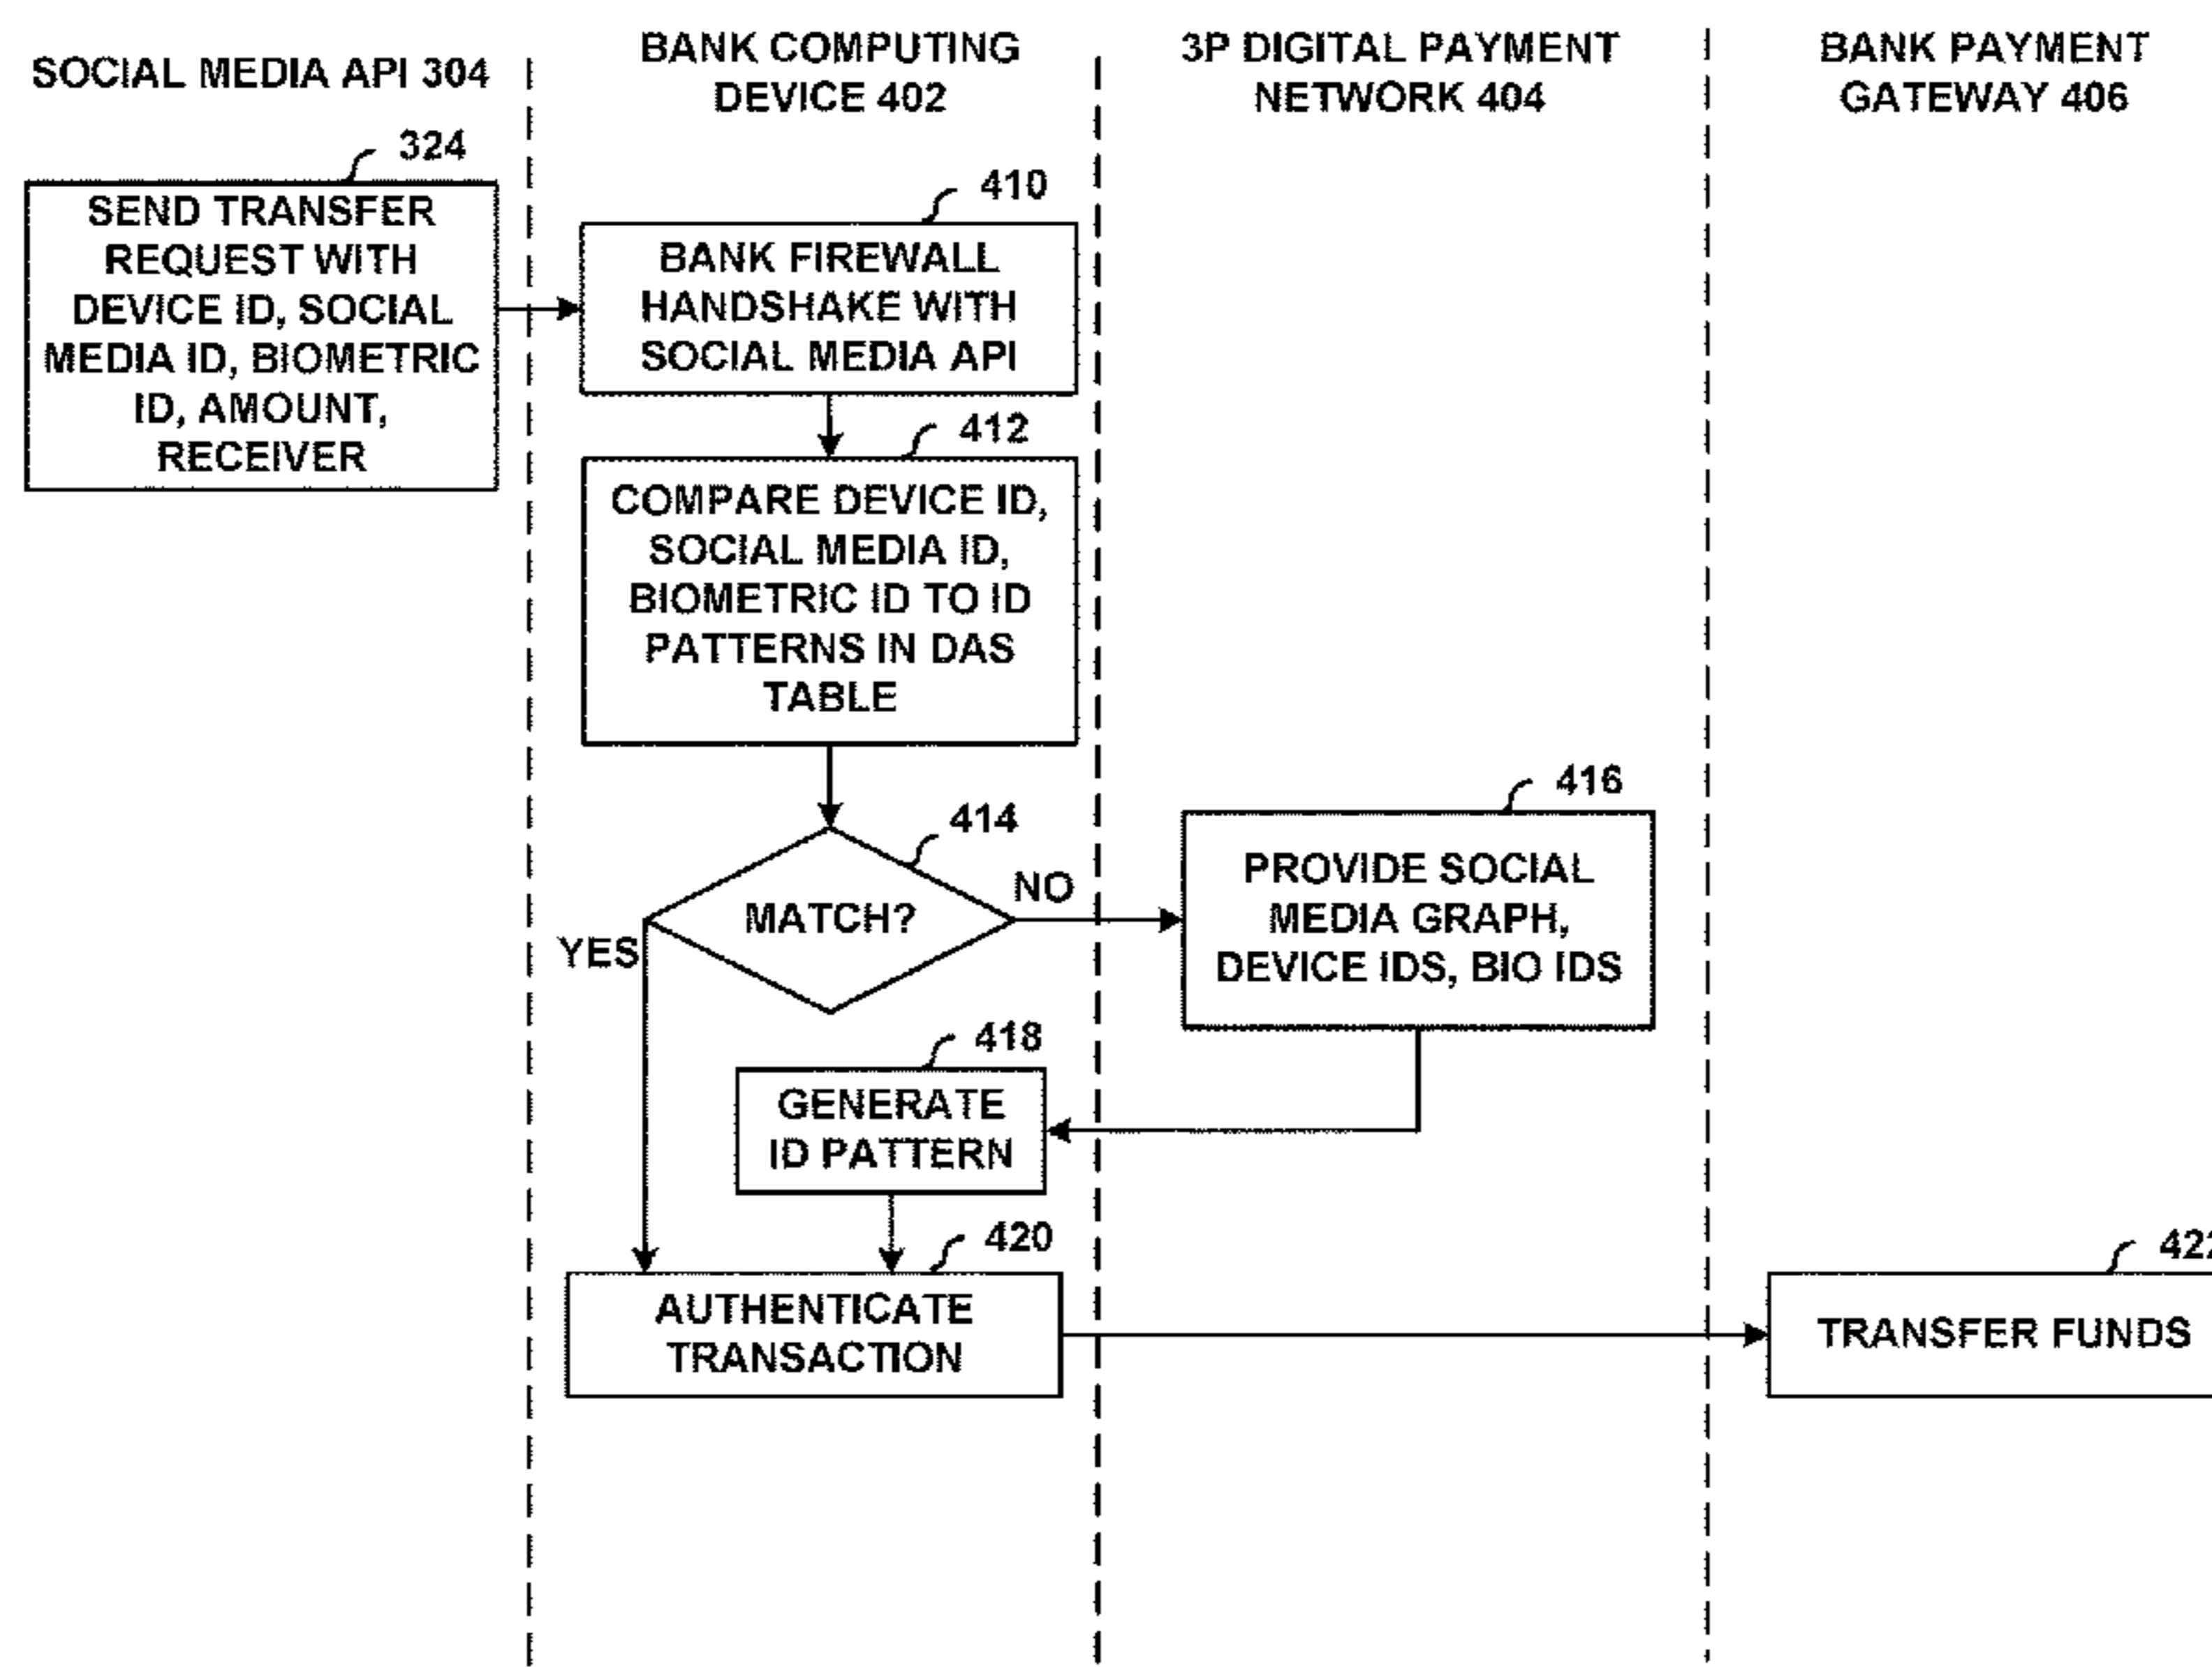 SOCIAL MEDIA API 304
BANK COMPUTING
DEVICE 402
3P DIGITAL PAYMENT
NETWORK 404
BANK PAYMENT
GATEWAY 406
324
SEND TRANSFER
REQUEST WITH
DEVICE ID, SOCIAL
MEDIA ID, BIOMETRIC
ID, AMOUNT,
RECEIVER
410
BANK FIREWALL
HANDSHAKE WITH
SOCIAL MEDIA API
412
COMPARE DEVICE ID,
SOCIAL MEDIA ID,
BIOMETRIC ID TO ID
PATTERNS IN DAS
TABLE
414
MATCH?
YES
NO
416
PROVIDE SOCIAL
MEDIA GRAPH,
DEVICE IDS, BIO IDS
418
GENERATE
ID PATTERN
420
AUTHENTICATE
TRANSACTION
422
TRANSFER FUNDS